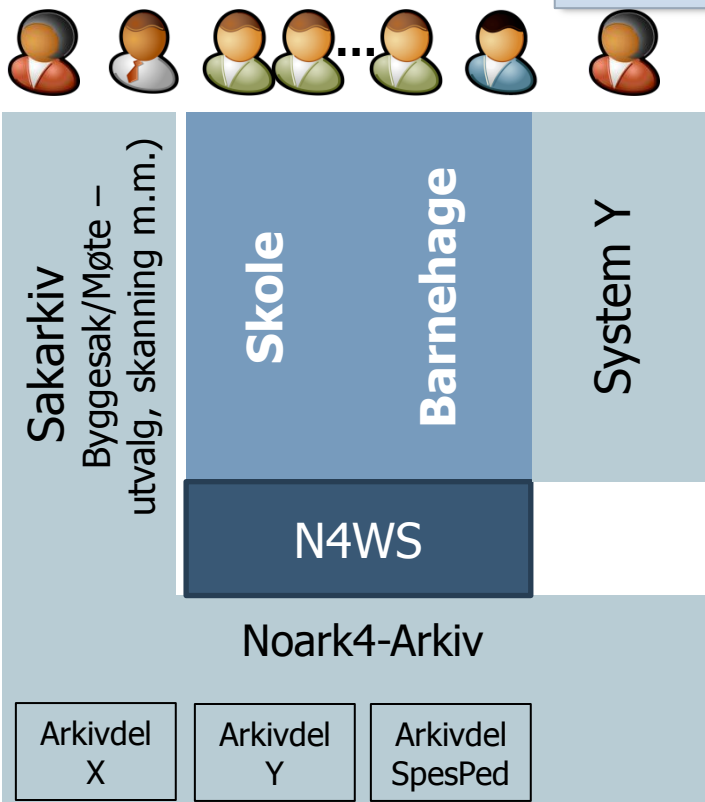 ...
Sakarkiv
Byggesak/Møte –
utvalg, skanning m.m.)
Skole
Barnehage
System Y
N4WS
Noark4-Arkiv
Arkivdel
X
Arkivdel
Y
Arkivdel
SpesPed